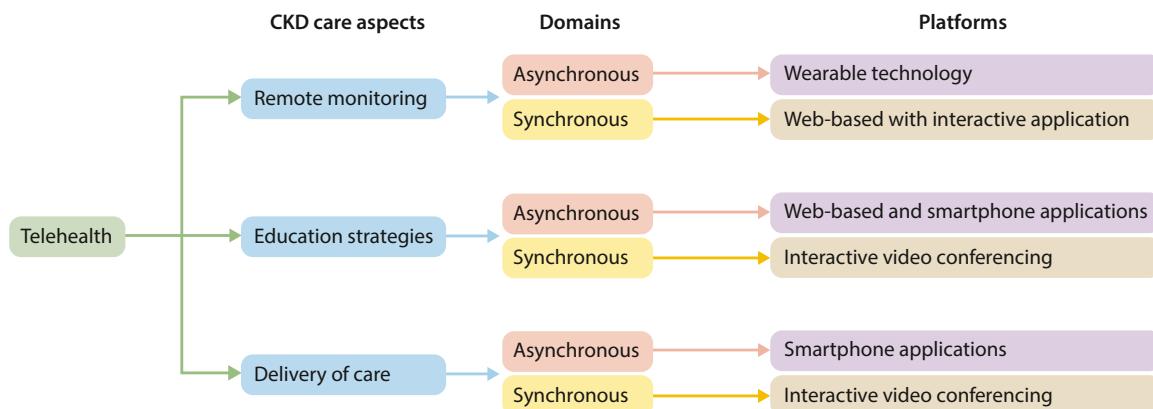 CKD care aspects
Domains
Platforms
Telehealth
Remote monitoring
Asynchronous
Wearable technology
Synchronous
Web-based with interactive application
Education strategies
Asynchronous
Web-based and smartphone applications
Synchronous
Interactive video conferencing
Delivery of care
Asynchronous
Smartphone applications
Synchronous
Interactive video conferencing